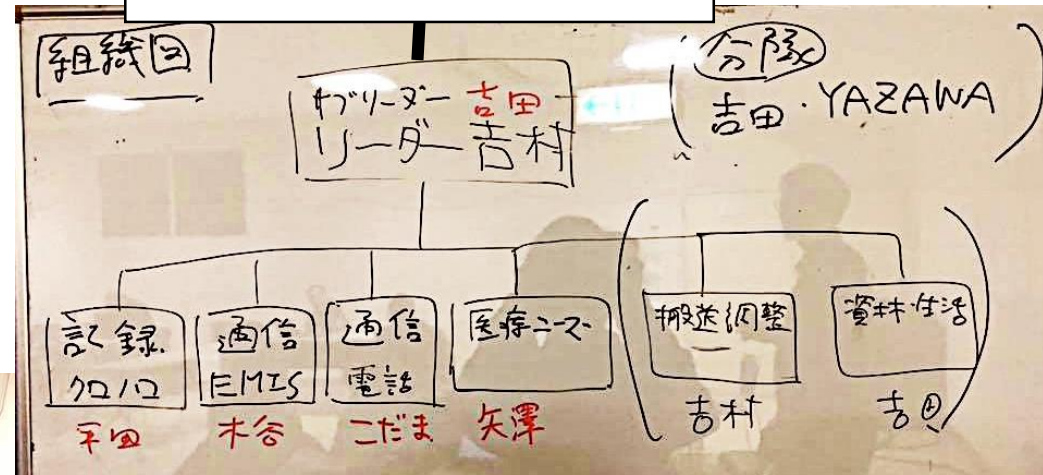 組織図
サブリーダー 吉田
リーダー 吉村
(分隊
吉田・YAZAWA)
記録
クロノロ
平田
通信
EMIS
木谷
通信
電話
こだま
矢澤
医療ニーズ
搬送調整
吉村
資材・生活
吉田